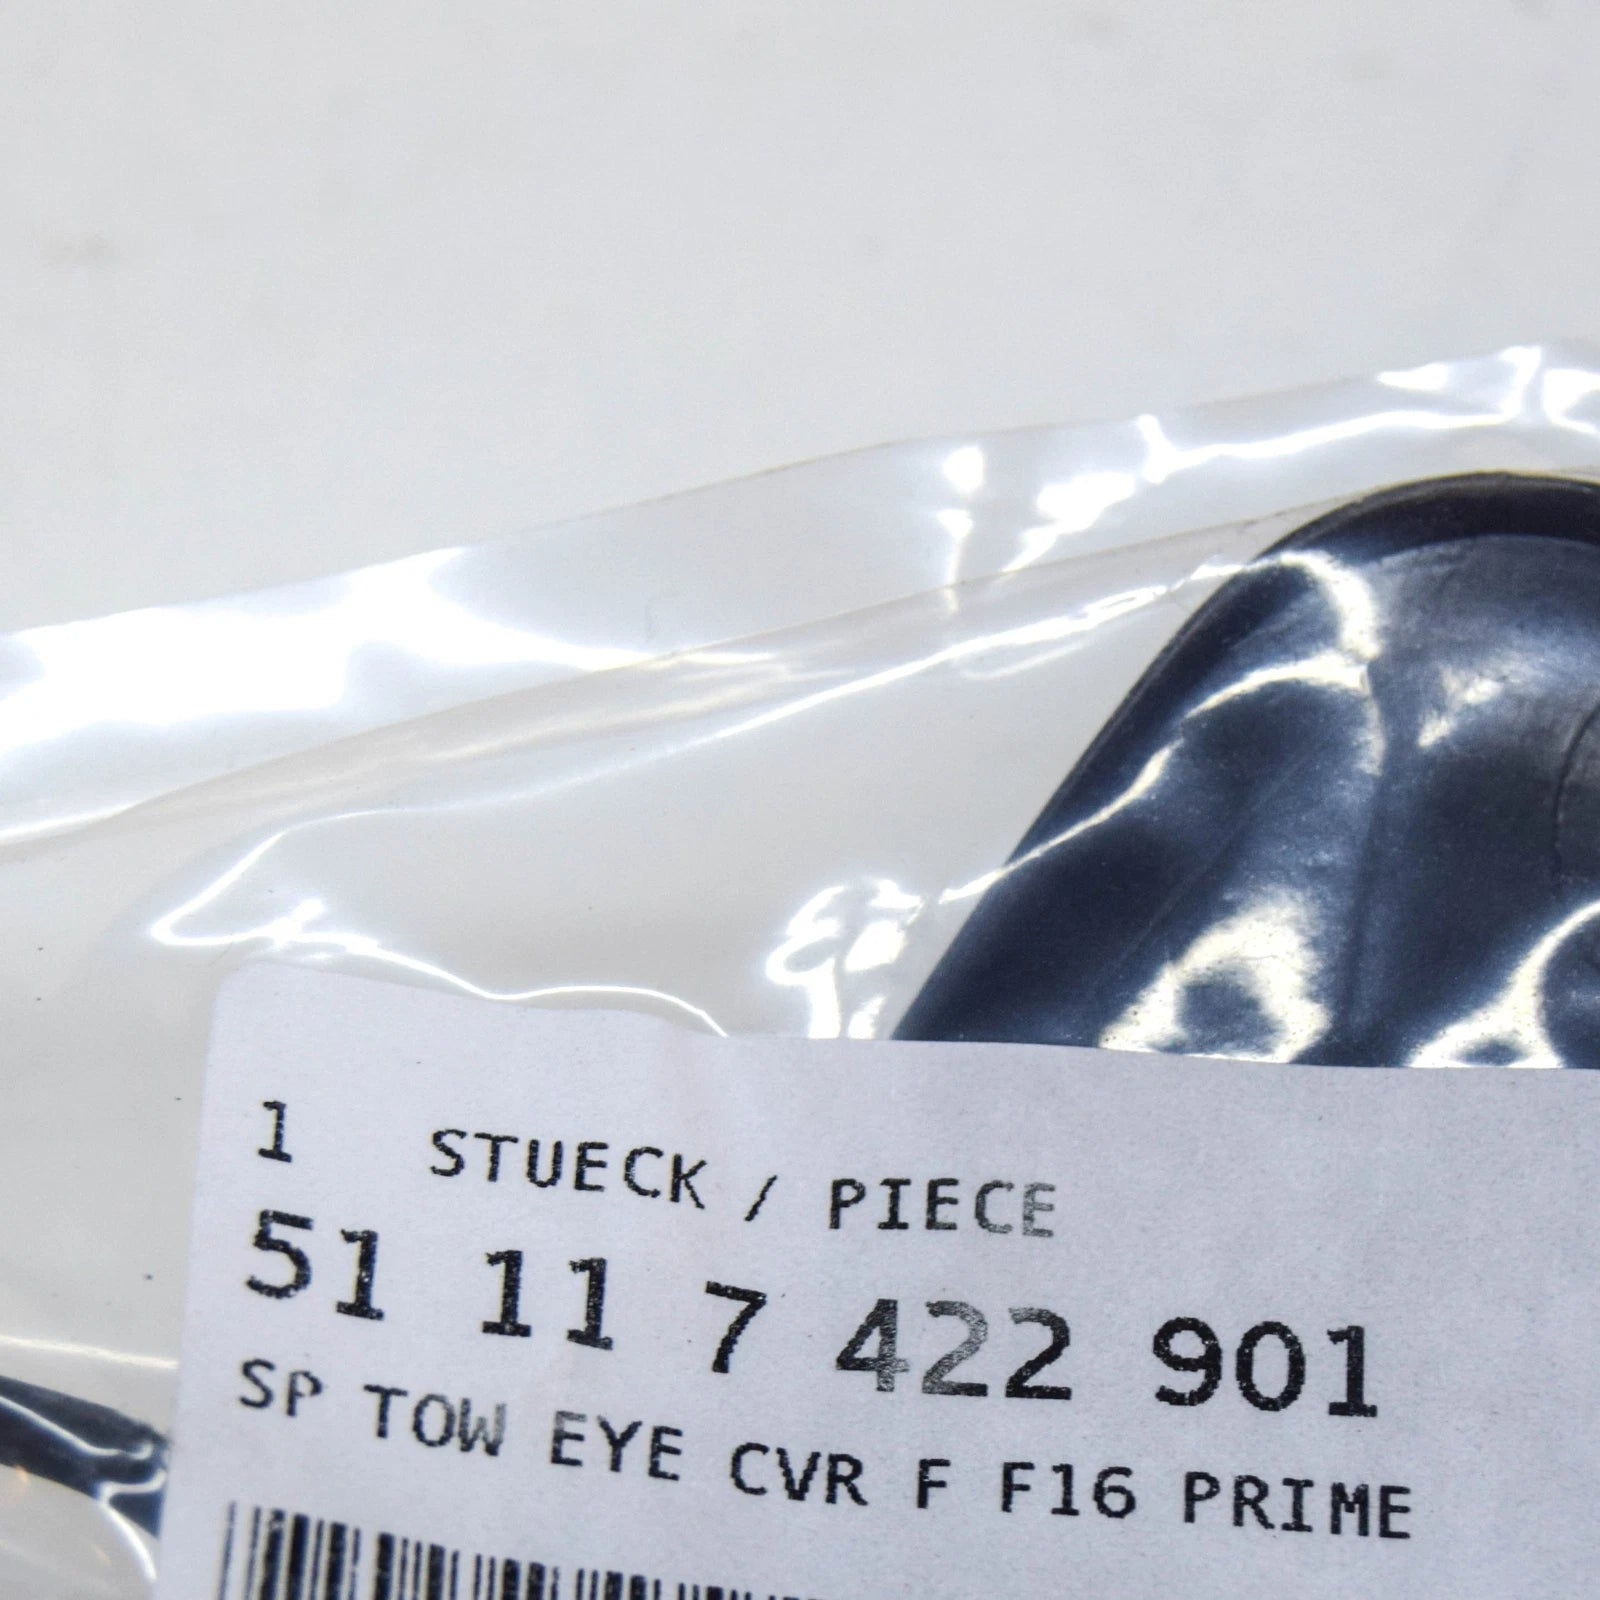 1 STUECK / PIECE
51 11 7 422 901
SP TOW EYE CVR F F16 PRIME